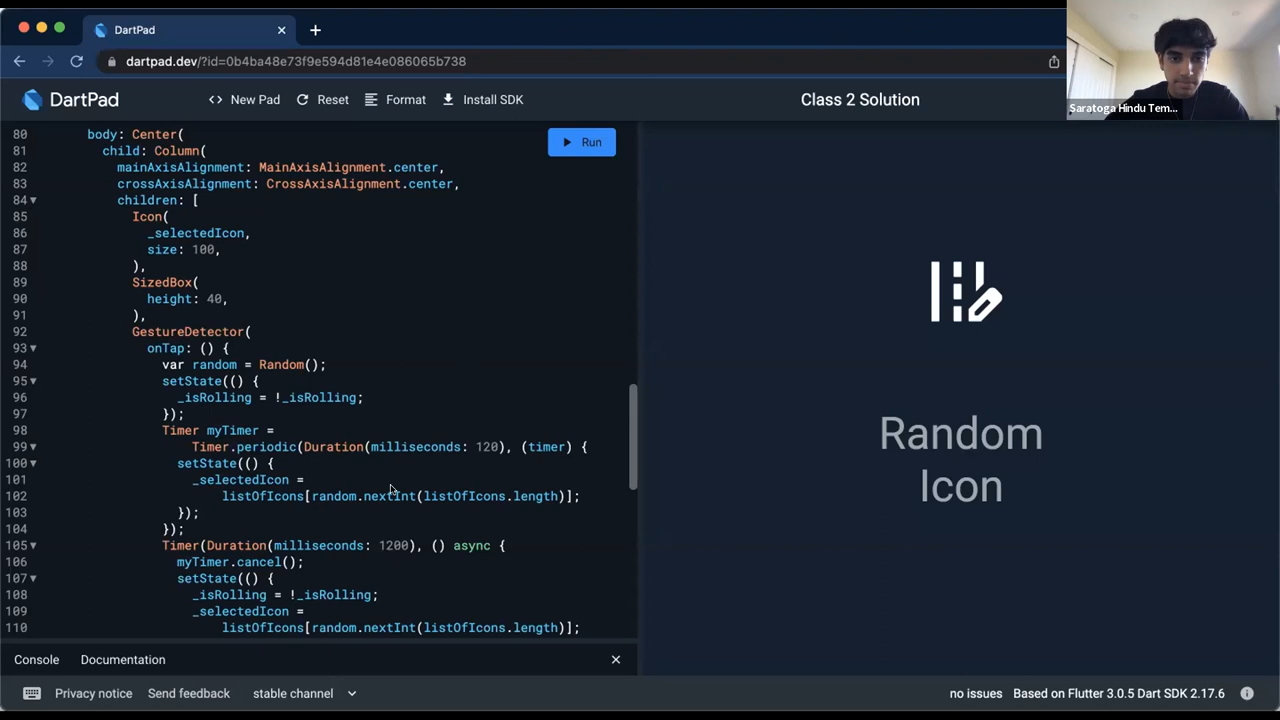 DartPad
dartpad.dev/?id=0b4ba48e73f9e594d81e4e086065b738
Saratoga Hindu Tem...
DartPad
<> New Pad
Reset
Format
Install SDK
Class 2 Solution
Run
80 body: Center(
81 child: Column(
82 mainAxisAlignment: MainAxisAlignment.center,
83 crossAxisAlignment: CrossAxisAlignment.center,
84 children: [
85 Icon(
86 _selectedIcon,
87 size: 100,
88 ),
89 SizedBox(
90 height: 40,
91 ),
92 GestureDetector(
93 onTap: () {
94 var random = Random();
95 setState(() {
96 _isRolling = !_isRolling;
97 });
98 Timer myTimer =
99 Timer.periodic(Duration(milliseconds: 120), (timer) {
100 setState(() {
101 _selectedIcon =
102 listOfIcons[random.nextInt(listOfIcons.length)];
103 });
104 });
105 Timer(Duration(milliseconds: 1200), () async {
106 myTimer.cancel();
107 setState(() {
108 _isRolling = !_isRolling;
109 _selectedIcon =
110 listOfIcons[random.nextInt(listOfIcons.length)];
Random
Icon
Console
Documentation
Privacy notice
Send feedback
stable channel
no issues
Based on Flutter 3.0.5 Dart SDK 2.17.6